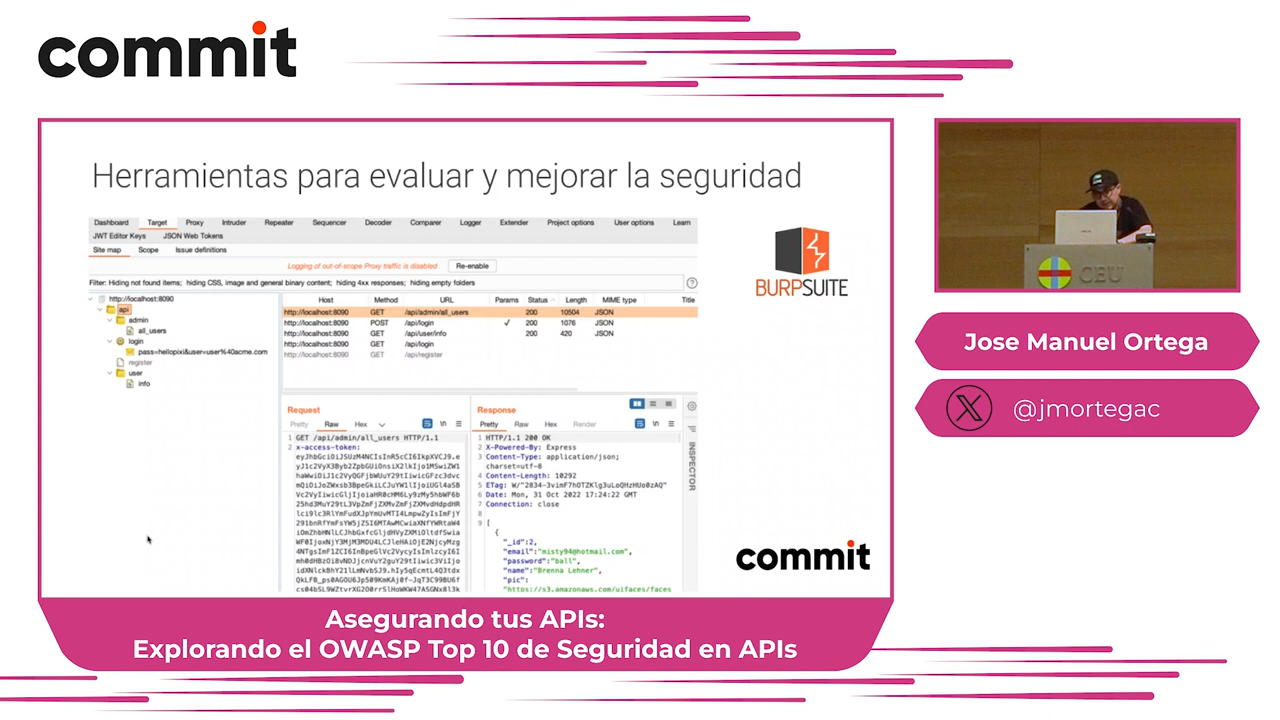 commit
Herramientas para evaluar y mejorar la seguridad
Dashboard Target Proxy Intruder Repeater Sequencer Decoder Comparer Logger Extender Project options User options Learn
JWT Editor Keys JSON Web Tokens
Site map Scope Issue definitions
Logging of out-of-scope Proxy traffic is disabled Re-enable
Filter: Hiding not found items; hiding CSS, image and general binary content; hiding 4xx responses; hiding empty folders
http://localhost:8090
api
admin
all_users
login
pass=hellopixi&user=user%40acme.com
register
user
info
Host Method URL Params Status Length MIME type Title
http://localhost:8090 GET /api/admin/all_users 200 10504 JSON
http://localhost:8090 POST /api/login ✓ 200 1076 JSON
http://localhost:8090 GET /api/user/info 200 420 JSON
http://localhost:8090 GET /api/login
http://localhost:8090 GET /api/register
Request
Pretty Raw Hex
1 GET /api/admin/all_users HTTP/1.1
2 x-access-token:
Response
Pretty Raw Hex Render
1 HTTP/1.1 200 OK
2 X-Powered-By: Express
3 Content-Type: application/json;
charset=utf-8
4 Content-Length: 10292
5 ETag:
6 Date: Mon, 31 Oct 2022 17:24:22 GMT
7 Connection: close
8
9 [
{
"_id":2,
"email":"misty94@hotmail.com",
"password":"ball",
"name":"Brenna Lehner",
"pic":
"https://s3.amazonaws.com/uifaces/faces
INSPECTOR
BURPSUITE
commit
CEU
Jose Manuel Ortega
@jmortegac
Asegurando tus APIs:
Explorando el OWASP Top 10 de Seguridad en APIs